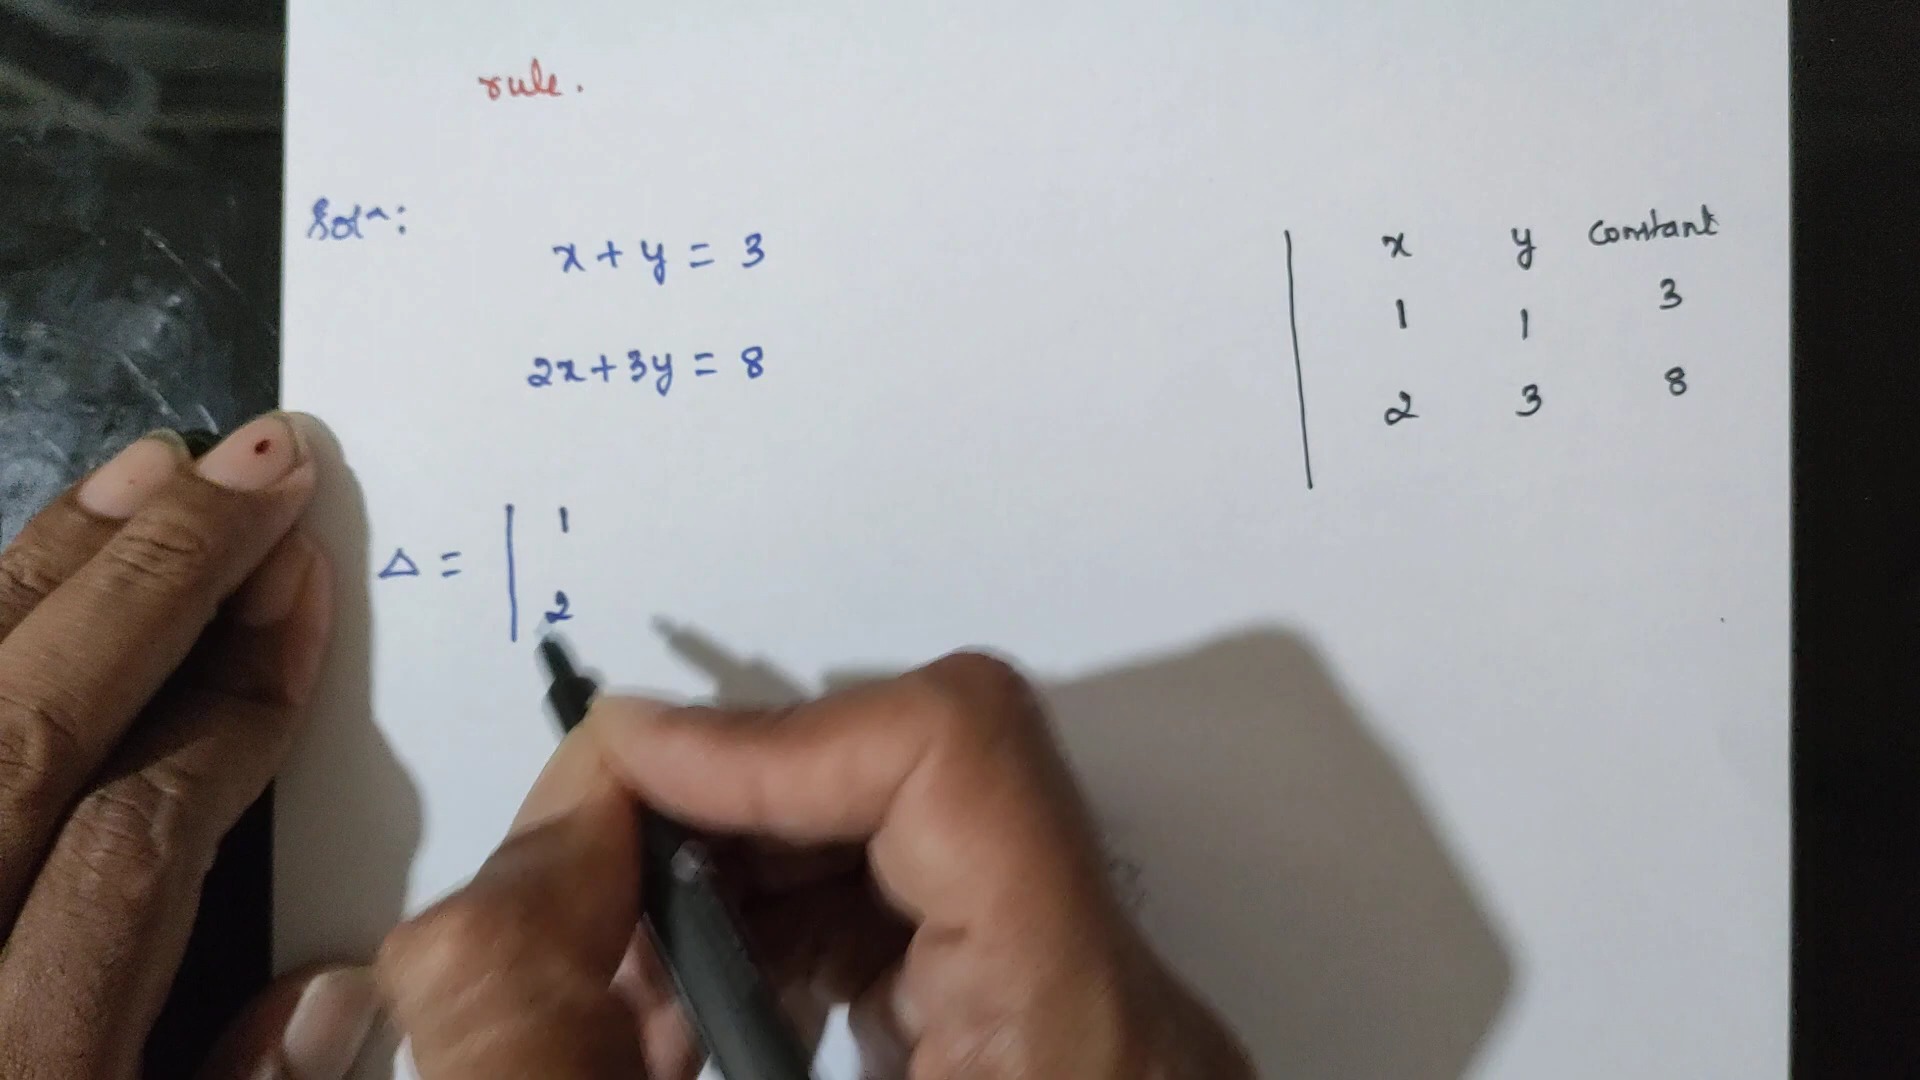 rule.
Soln:
x + y = 3
2x + 3y = 8
x y constant
1 1 3
2 3 8
Δ = | 1
2